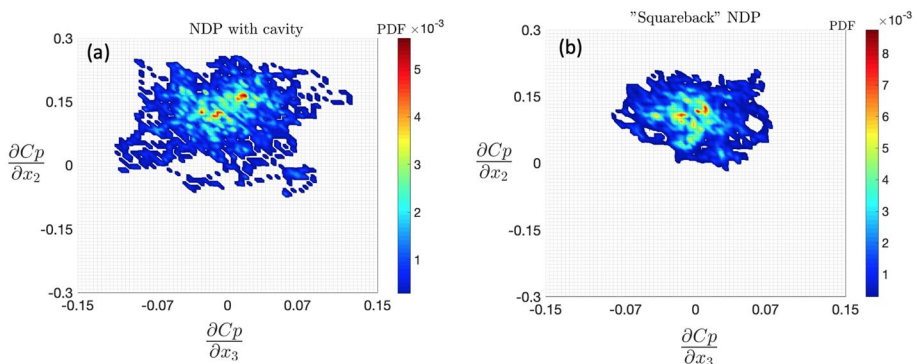 NDP with cavity
PDF ×10⁻³
(a)
0.3
0.15
0
-0.15
-0.3
∂Cp
∂x₂
-0.15 -0.07 0 0.07 0.15
∂Cp
∂x₃
5
4
3
2
1
"Squareback" NDP
PDF ×10⁻³
(b)
0.3
0.15
0
-0.15
-0.3
∂Cp
∂x₂
-0.15 -0.07 0 0.07 0.15
∂Cp
∂x₃
8
7
6
5
4
3
2
1